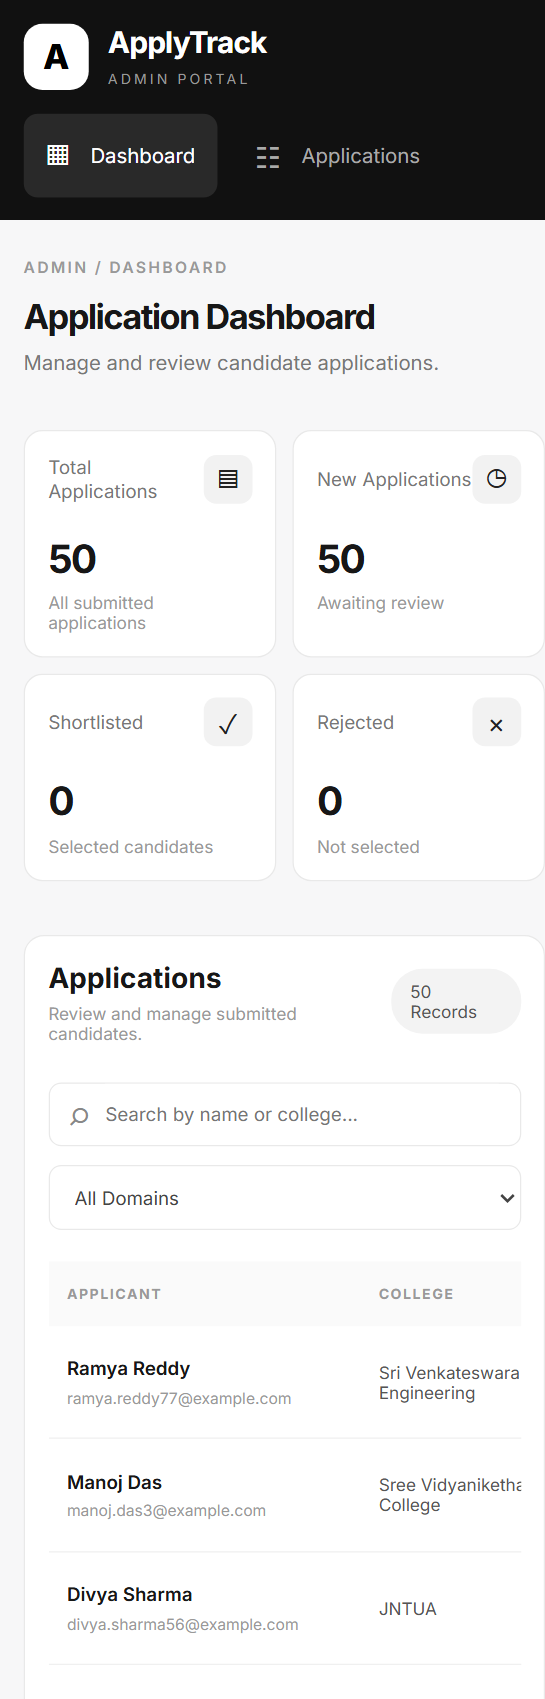 A
ApplyTrack
ADMIN PORTAL
Dashboard
Applications
ADMIN / DASHBOARD
Application Dashboard
Manage and review candidate applications.
Total
Applications
50
All submitted
applications
New Applications
50
Awaiting review
Shortlisted
0
Selected candidates
Rejected
0
Not selected
Applications
Review and manage submitted
candidates.
50
Records
Search by name or college...
All Domains
APPLICANT
COLLEGE
Ramya Reddy
ramya.reddy77@example.com
Sri Venkateswara
Engineering
Manoj Das
manoj.das3@example.com
Sree Vidyaniketha
College
Divya Sharma
divya.sharma56@example.com
JNTUA